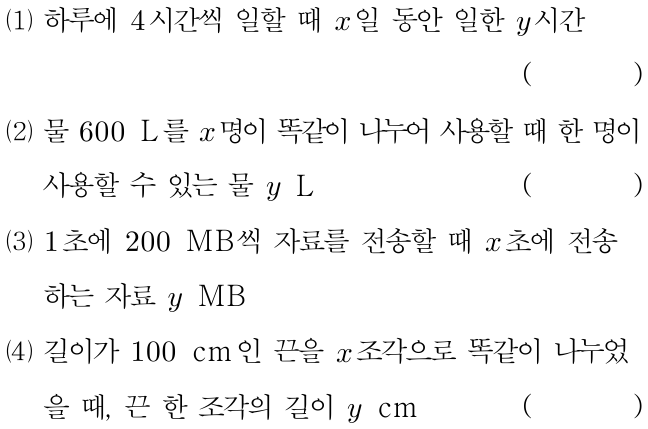 (1) 하루에 4시간씩 일할 때 x일 동안 일한 y시간
( )
(2) 물 600 L를 x명이 똑같이 나누어 사용할 때 한 명이
사용할 수 있는 물 y L ( )
(3) 1초에 200 MB씩 자료를 전송할 때 x초에 전송
하는 자료 y MB
(4) 길이가 100 cm인 끈을 x조각으로 똑같이 나누었
을 때, 끈 한 조각의 길이 y cm ( )